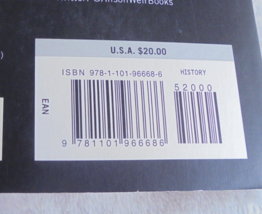 U.S.A. $20.00
ISBN 978-1-101-96668-6
HISTORY
52000
EAN
9 781101 966686